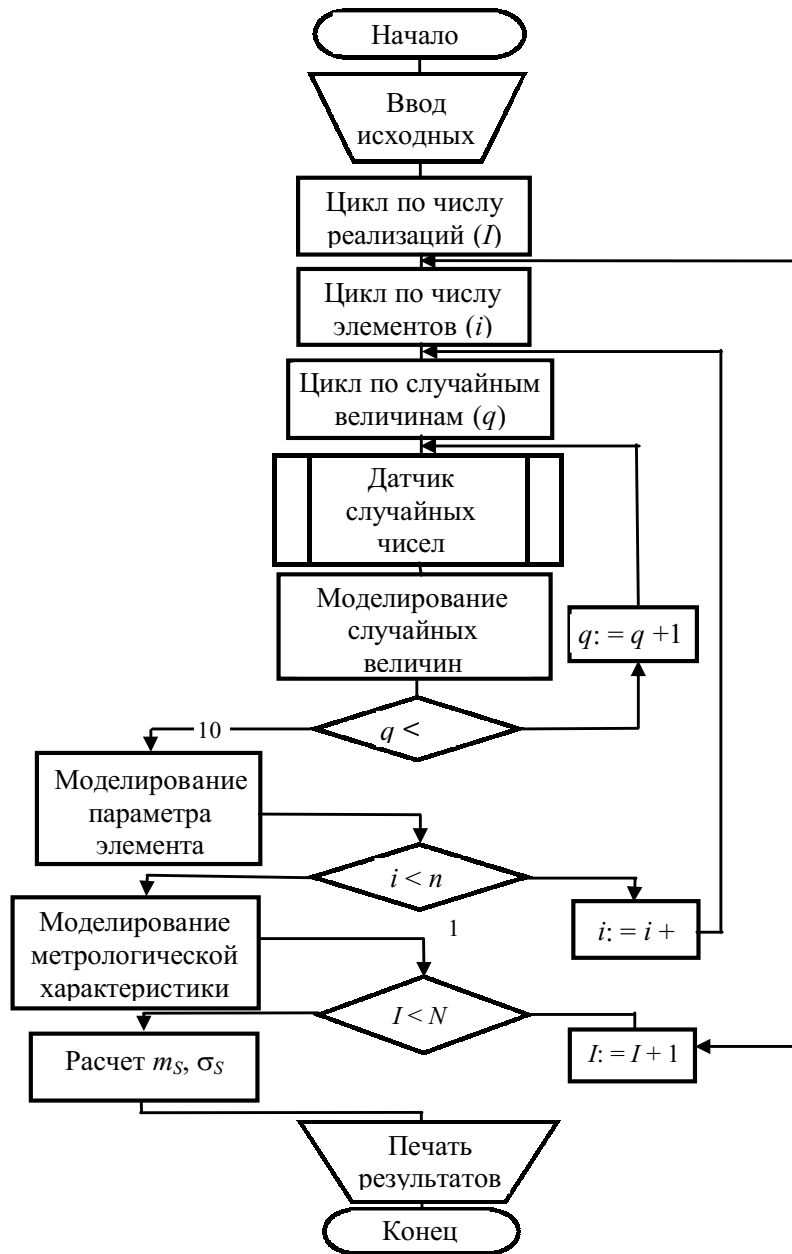 Начало
Ввод
исходных
Цикл по числу
реализаций (I)
Цикл по числу
элементов (i)
Цикл по случайным
величинам (q)
Датчик
случайных
чисел
Моделирование
случайных
величин
q: = q +1
q <
10
Моделирование
параметра
элемента
i < n
i: = i +
1
Моделирование
метрологической
характеристики
I < N
I: = I + 1
Расчет mS, σS
Печать
результатов
Конец